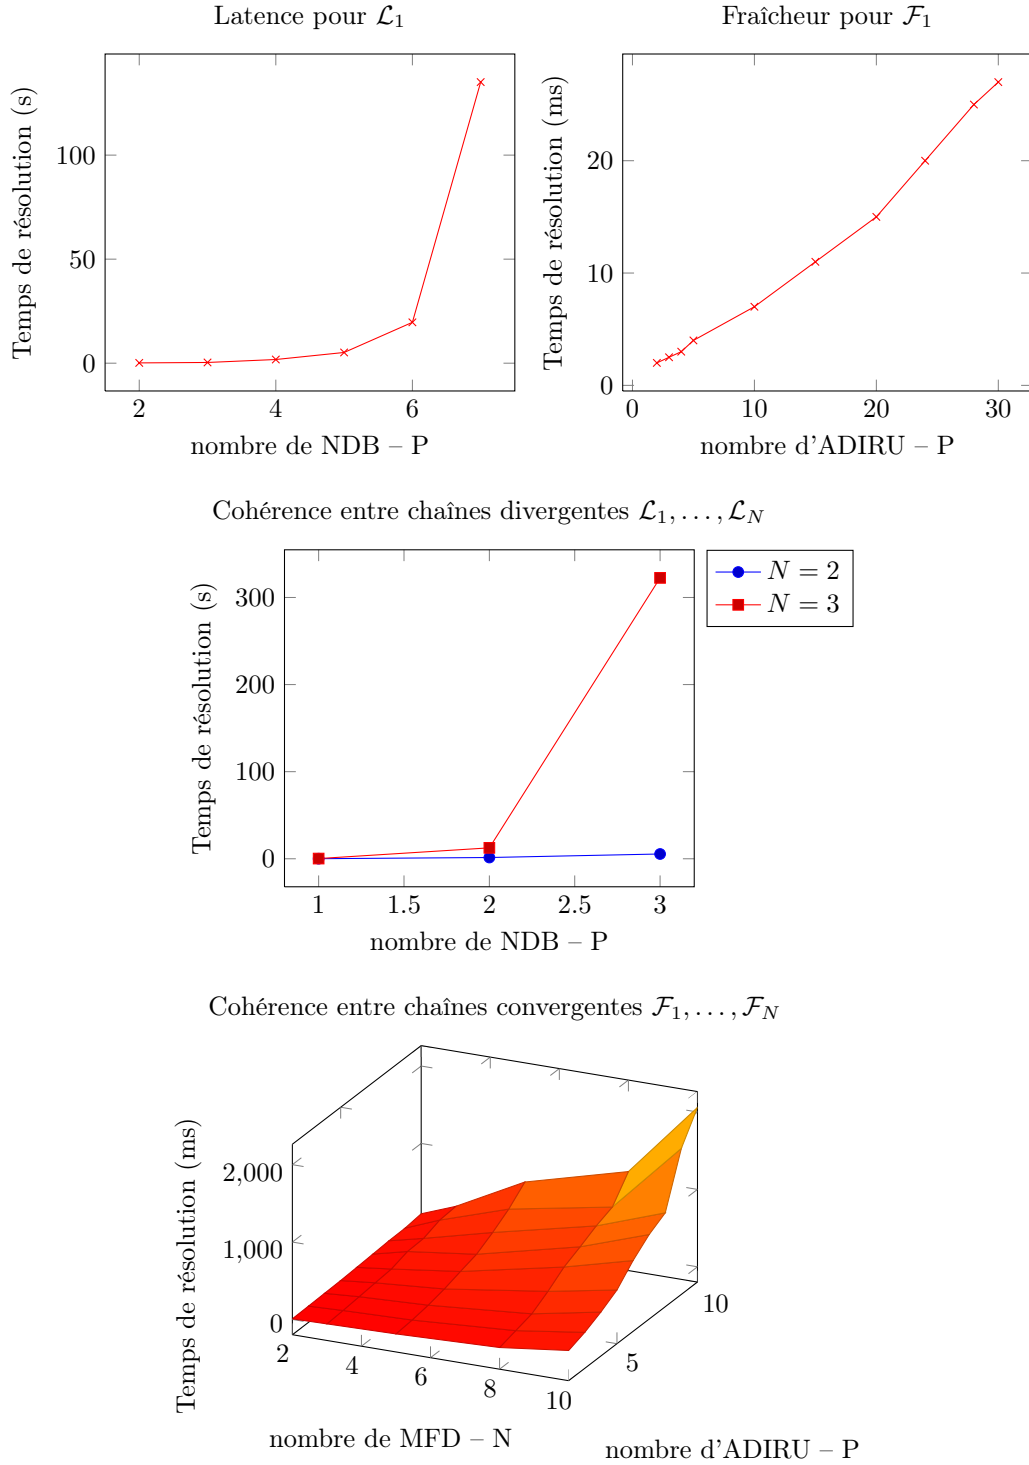 Latence pour ℒ₁
Temps de résolution (s)
100
50
0
2
4
6
nombre de NDB – P
Fraîcheur pour ℱ₁
Temps de résolution (ms)
20
10
0
0
10
20
30
nombre d'ADIRU – P
Cohérence entre chaînes divergentes ℒ₁, . . . , ℒ_N
Temps de résolution (s)
300
200
100
0
1
1.5
2
2.5
3
nombre de NDB – P
N = 2
N = 3
Cohérence entre chaînes convergentes ℱ₁, . . . , ℱ_N
Temps de résolution (ms)
2,000
1,000
0
2
4
6
8
10
nombre de MFD – N
5
10
nombre d'ADIRU – P